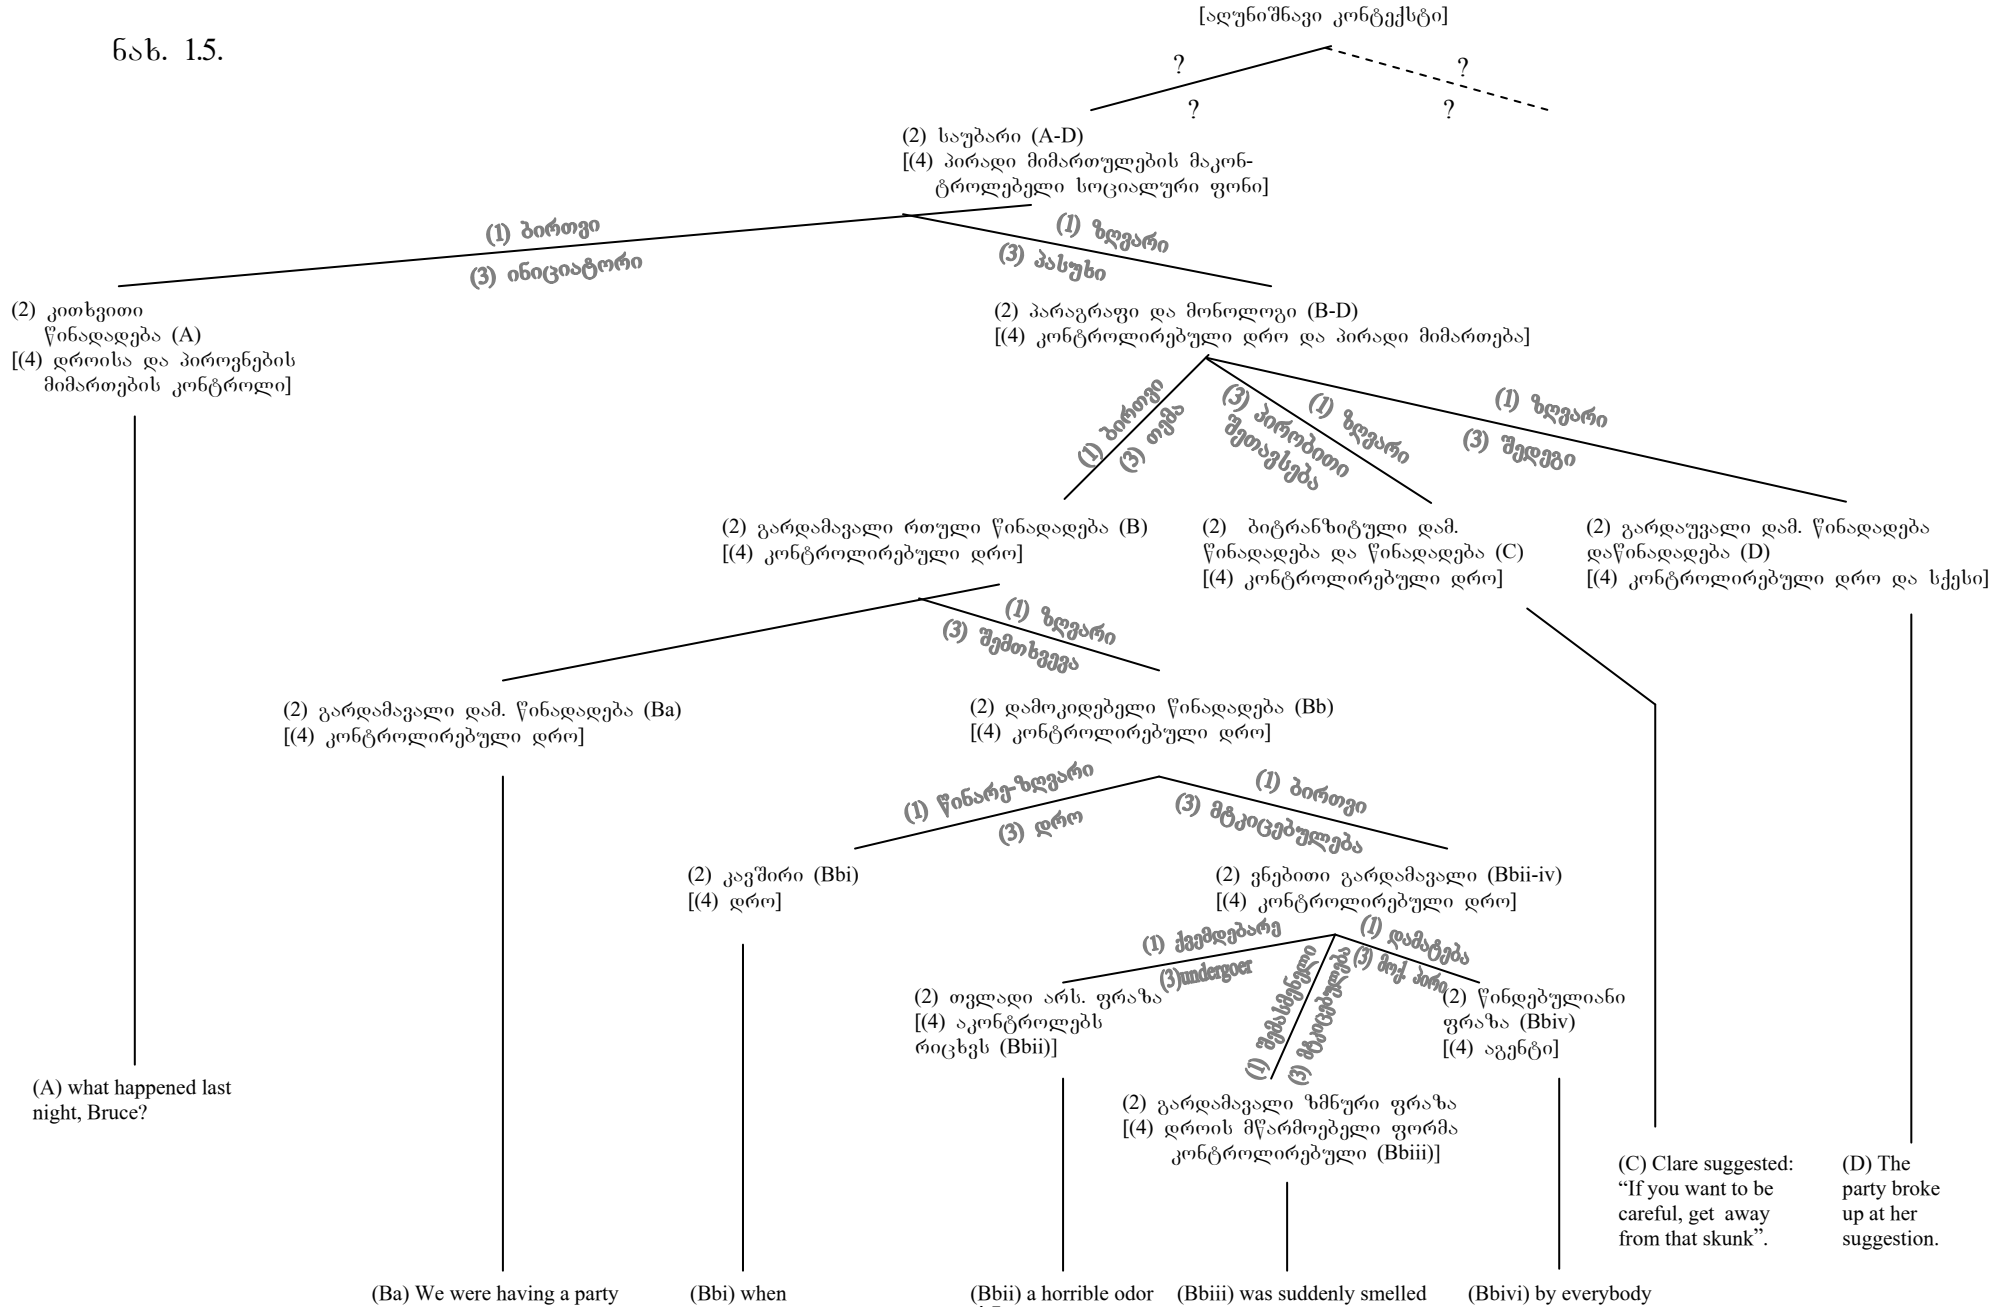 [აღუნიშნავი კონტექსტი]
ნახ. 1.5.
? ?
? ?
(2) საუბარი (A-D)
[(4) პირადი მიმართულების მაკონ-
ტროლებელი სოციალური ფონი]
(1) ბირთვი
(3) ინიციატორი
(1) ზღვარი
(3) პასუხი
(2) კითხვითი
წინადადება (A)
[(4) დროისა და პიროვნების
მიმართების კონტროლი]
(2) პარაგრაფი და მონოლოგი (B-D)
[(4) კონტროლირებული დრო და პირადი მიმართება]
(1) ბირთვი
(3) თემა
(1) ზღვარი
(3) პირობითი
შეთავსება
(1) ზღვარი
(3) შედეგი
(2) გარდამავალი რთული წინადადება (B)
[(4) კონტროლირებული დრო]
(2) ბიტრანზიტული დამ.
წინადადება და წინადადება (C)
[(4) კონტროლირებული დრო]
(2) გარდაუვალი დამ. წინადადება
დაწინადადება (D)
[(4) კონტროლირებული დრო და სქესი]
(1) ზღვარი
(3) შემთხვევა
(2) გარდამავალი დამ. წინადადება (Ba)
[(4) კონტროლირებული დრო]
(2) დამოკიდებელი წინადადება (Bb)
[(4) კონტროლირებული დრო]
(1) წინარე-ზღვარი
(3) დრო
(1) ბირთვი
(3) მტკიცებულება
(2) კავშირი (Bbi)
[(4) დრო]
(2) ვნებითი გარდამავალი (Bbii-iv)
[(4) კონტროლირებული დრო]
(1) ქვემდებარე
(3)undergoer
(1) შემასმენელი
(3) მტკიცებულება
(1) დამატება
(3) მოქ. პირი
(2) თვლადი არს. ფრაზა
[(4) აკონტროლებს
რიცხვს (Bbii)]
(2) წინდებულიანი
ფრაზა (Bbiv)
[(4) აგენტი]
(2) გარდამავალი ზმნური ფრაზა
[(4) დროის მწარმოებელი ფორმა
კონტროლირებული (Bbiii)]
(A) what happened last
night, Bruce?
(C) Clare suggested:
“If you want to be
careful, get away
from that skunk”.
(D) The
party broke
up at her
suggestion.
(Ba) We were having a party
(Bbi) when
(Bbii) a horrible odor
(Bbiii) was suddenly smelled
(Bbivi) by everybody